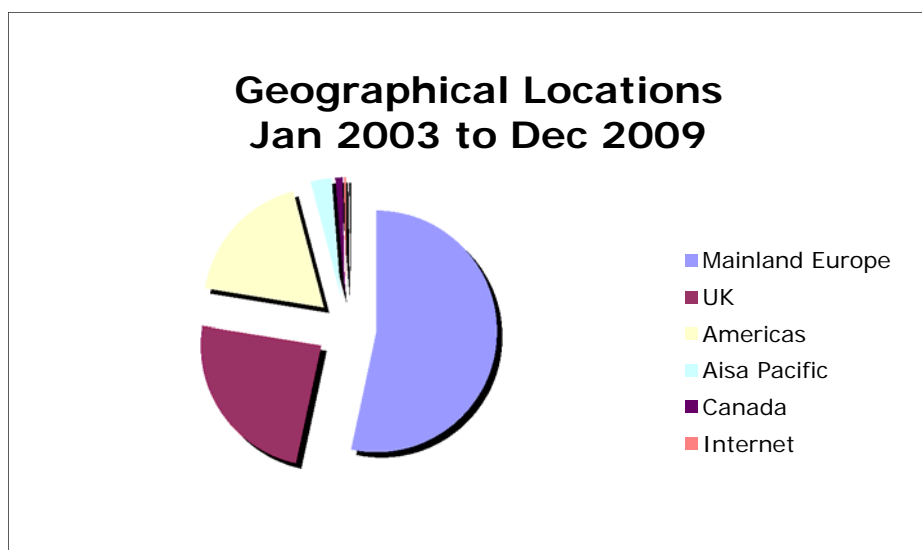 Geographical Locations
Jan 2003 to Dec 2009
Mainland Europe
UK
Americas
Aisa Pacific
Canada
Internet